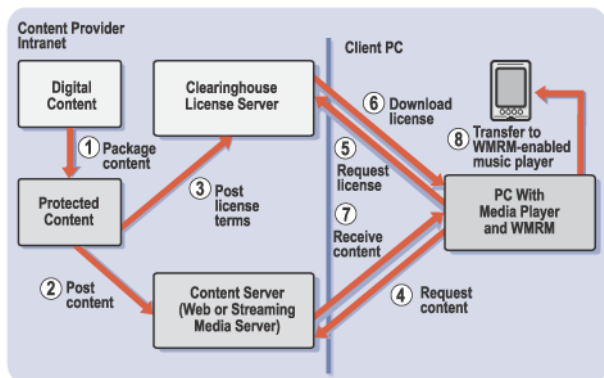 Content Provider
Intranet
Client PC
Digital
Content
Clearinghouse
License Server
1 Package
content
6 Download
license
8 Transfer to
WMRM-enabled
music player
5
Request
license
3 Post
license
terms
Protected
Content
PC With
Media Player
and WMRM
7
Receive
content
2 Post
content
Content Server
(Web or Streaming
Media Server)
4 Request
content